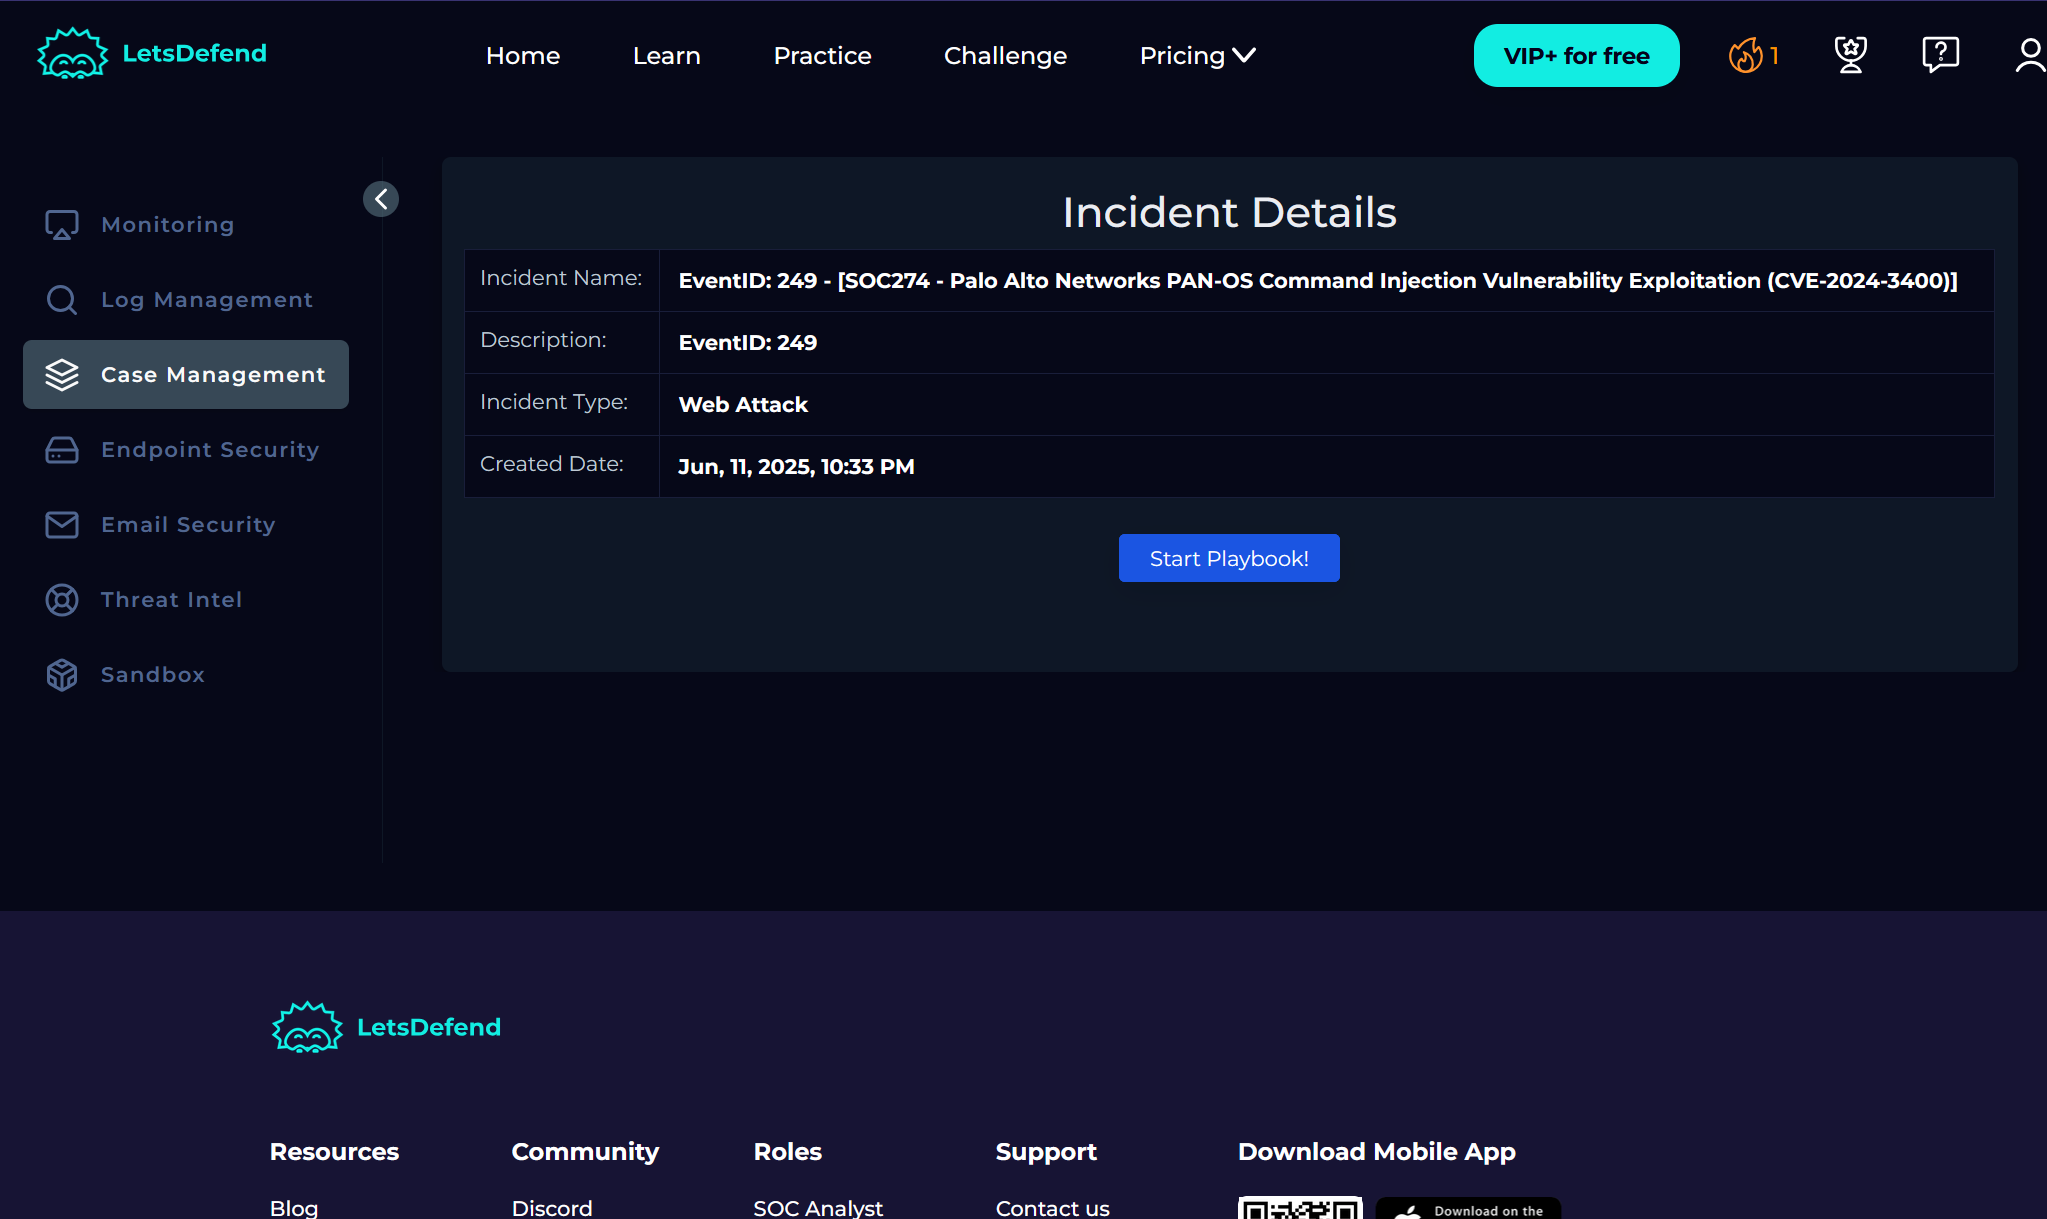 LetsDefend
Home
Learn
Practice
Challenge
Pricing
VIP+ for free
1
Monitoring
Log Management
Case Management
Endpoint Security
Email Security
Threat Intel
Sandbox
Incident Details
Incident Name: EventID: 249 - [SOC274 - Palo Alto Networks PAN-OS Command Injection Vulnerability Exploitation (CVE-2024-3400)]
Description: EventID: 249
Incident Type: Web Attack
Created Date: Jun, 11, 2025, 10:33 PM
Start Playbook!
LetsDefend
Resources
Blog
Community
Discord
Roles
SOC Analyst
Support
Contact us
Download Mobile App
Download on the